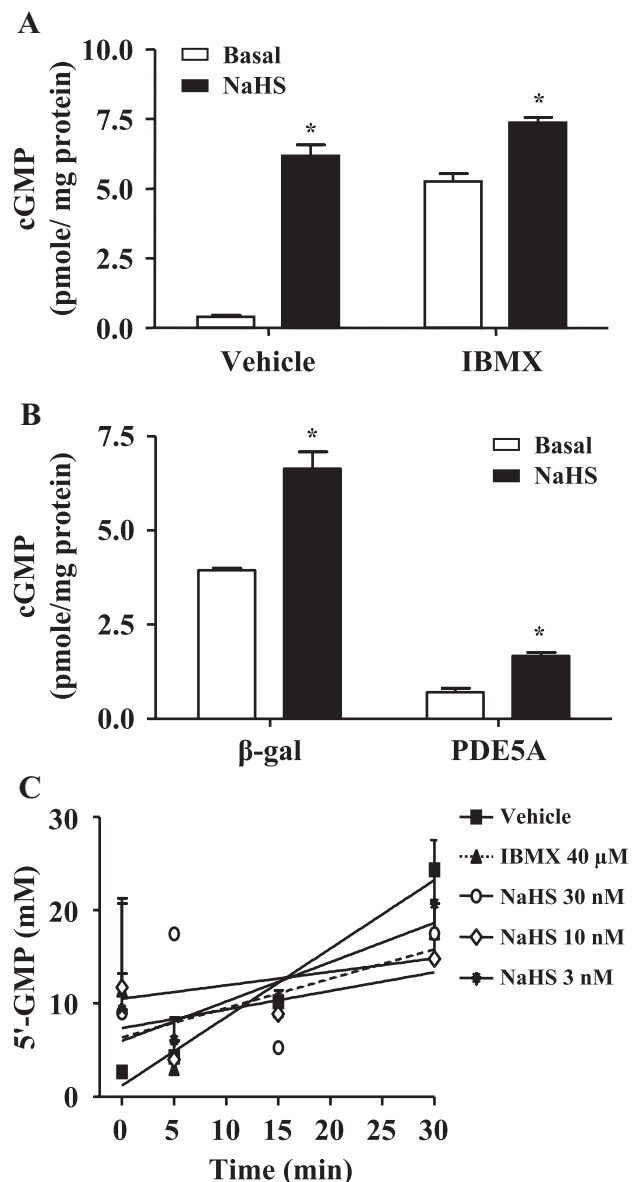 A
10.0
7.5
5.0
2.5
0.0
cGMP
(pmole/ mg protein)
Basal
NaHS
*
*
Vehicle
IBMX
B
7.5
5.0
2.5
0.0
cGMP
(pmole/mg protein)
Basal
NaHS
*
*
β-gal
PDE5A
C
30
20
10
0
5'-GMP (mM)
0
5
10
15
20
25
30
Time (min)
Vehicle
IBMX 40 µM
NaHS 30 nM
NaHS 10 nM
NaHS 3 nM